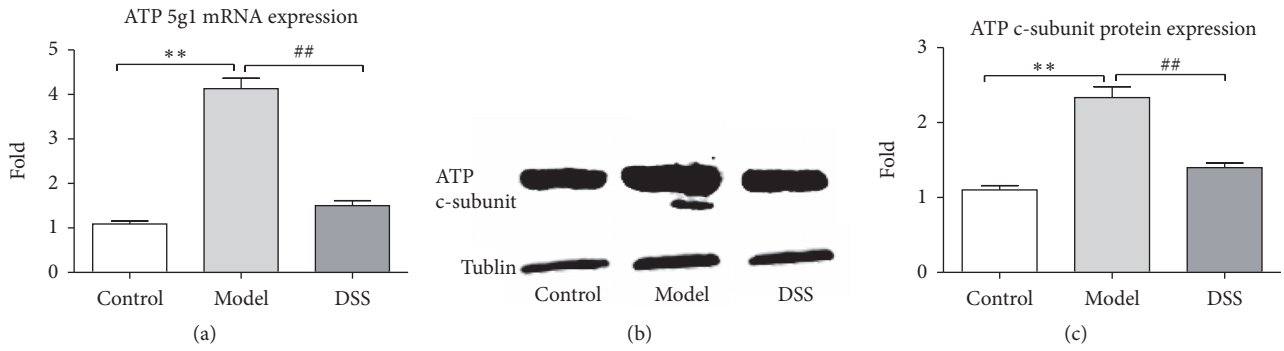 ATP 5g1 mRNA expression
5
4
3
2
1
0
Fold
**
##
Control
Model
DSS
(a)
ATP
c-subunit
Tublin
Control
Model
DSS
(b)
ATP c-subunit protein expression
3
2
1
0
Fold
**
##
Control
Model
DSS
(c)